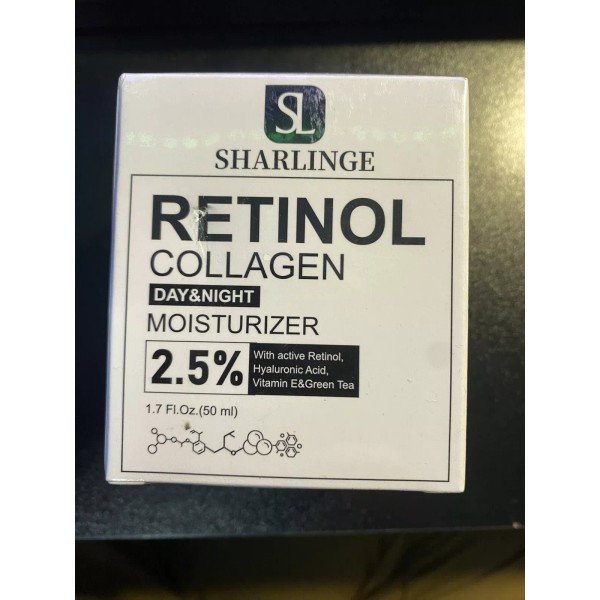 SL
SHARLINGE
RETINOL
COLLAGEN
DAY&NIGHT
MOISTURIZER
2.5%
With active Retinol,
Hyaluronic Acid,
Vitamin E&Green Tea
1.7 Fl.Oz.(50 ml)